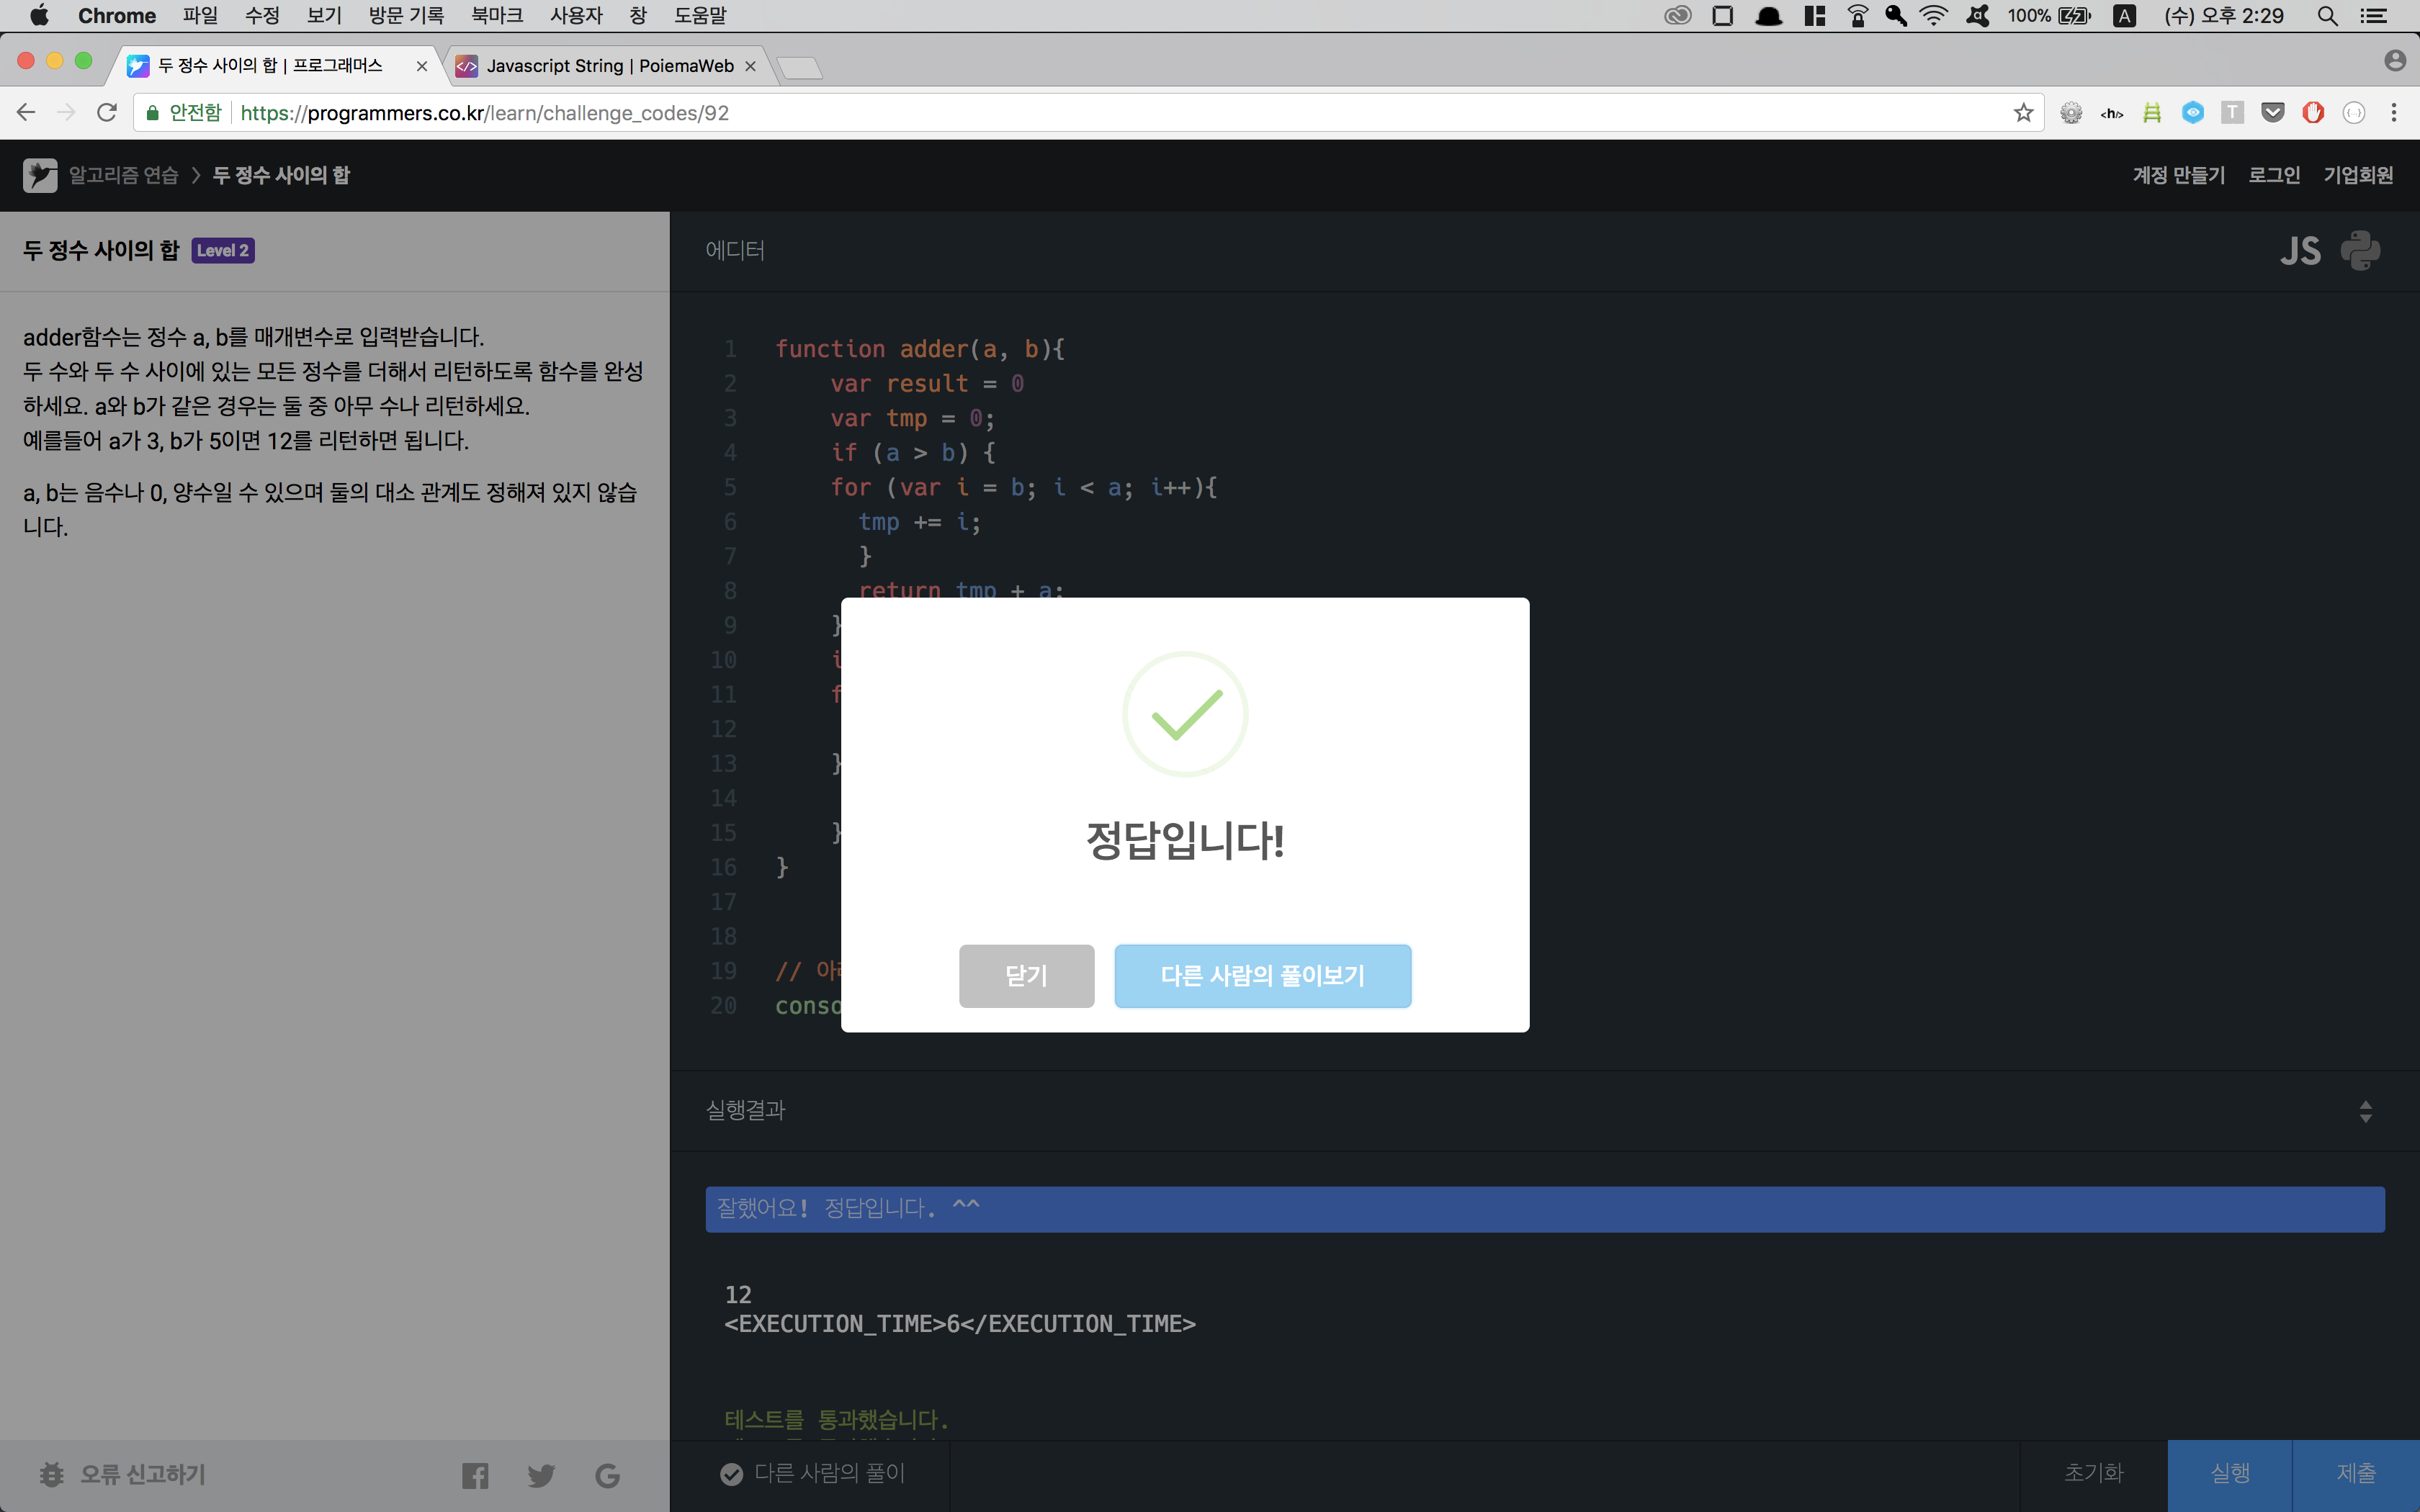 Chrome 파일 수정 보기 방문 기록 북마크 사용자 창 도움말 100% A (수) 오후 2:29
두 정수 사이의 합 | 프로그래머스 Javascript String | PoiemaWeb
안전함 https://programmers.co.kr/learn/challenge_codes/92
알고리즘 연습 > 두 정수 사이의 합 계정 만들기 로그인 기업회원
두 정수 사이의 합 Level 2
adder함수는 정수 a, b를 매개변수로 입력받습니다.
두 수와 두 수 사이에 있는 모든 정수를 더해서 리턴하도록 함수를 완성
하세요. a와 b가 같은 경우는 둘 중 아무 수나 리턴하세요.
예를들어 a가 3, b가 5이면 12를 리턴하면 됩니다.
a, b는 음수나 0, 양수일 수 있으며 둘의 대소 관계도 정해져 있지 않습
니다.
오류 신고하기
에디터 JS
1 function adder(a, b){
2 var result = 0
3 var tmp = 0;
4 if (a > b) {
5 for (var i = b; i < a; i++){
6 tmp += i;
7 }
8 return tmp + a;
9 }
10 i
11 f
12
13 }
14
15 }
16 }
17
18
19 // 아
20 conso
정답입니다!
닫기 다른 사람의 풀이보기
실행결과
잘했어요! 정답입니다. ^^
12
<EXECUTION_TIME>6</EXECUTION_TIME>
테스트를 통과했습니다.
다른 사람의 풀이 초기화 실행 제출